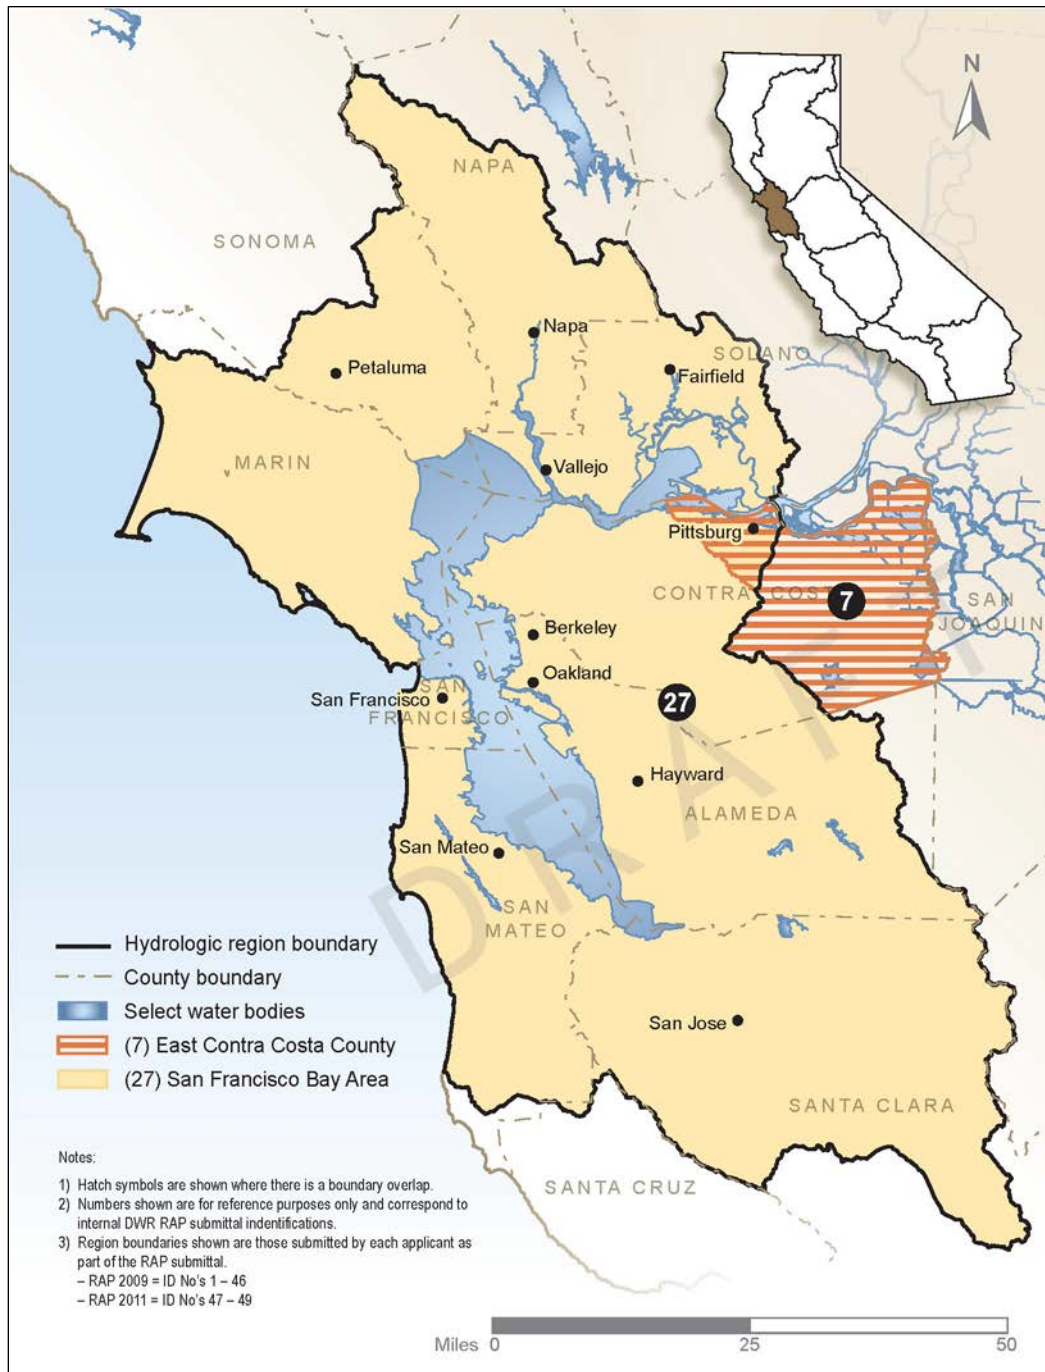 N
NAPA
SONOMA
Napa
SOLANO
Petaluma
Fairfield
MARIN
Vallejo
Pittsburg
CONTRA COSTA
7
SAN
JOAQUIN
Berkeley
Oakland
San Francisco
SAN
FRANCISCO
27
Hayward
ALAMEDA
San Mateo
SAN
MATEO
DRAFT
San Jose
SANTA CLARA
SANTA CRUZ
Hydrologic region boundary
County boundary
Select water bodies
(7) East Contra Costa County
(27) San Francisco Bay Area
Notes:
1) Hatch symbols are shown where there is a boundary overlap.
2) Numbers shown are for reference purposes only and correspond to
internal DWR RAP submittal indentifications.
3) Region boundaries shown are those submitted by each applicant as
part of the RAP submittal.
– RAP 2009 = ID No's 1 – 46
– RAP 2011 = ID No's 47 – 49
Miles 0 25 50